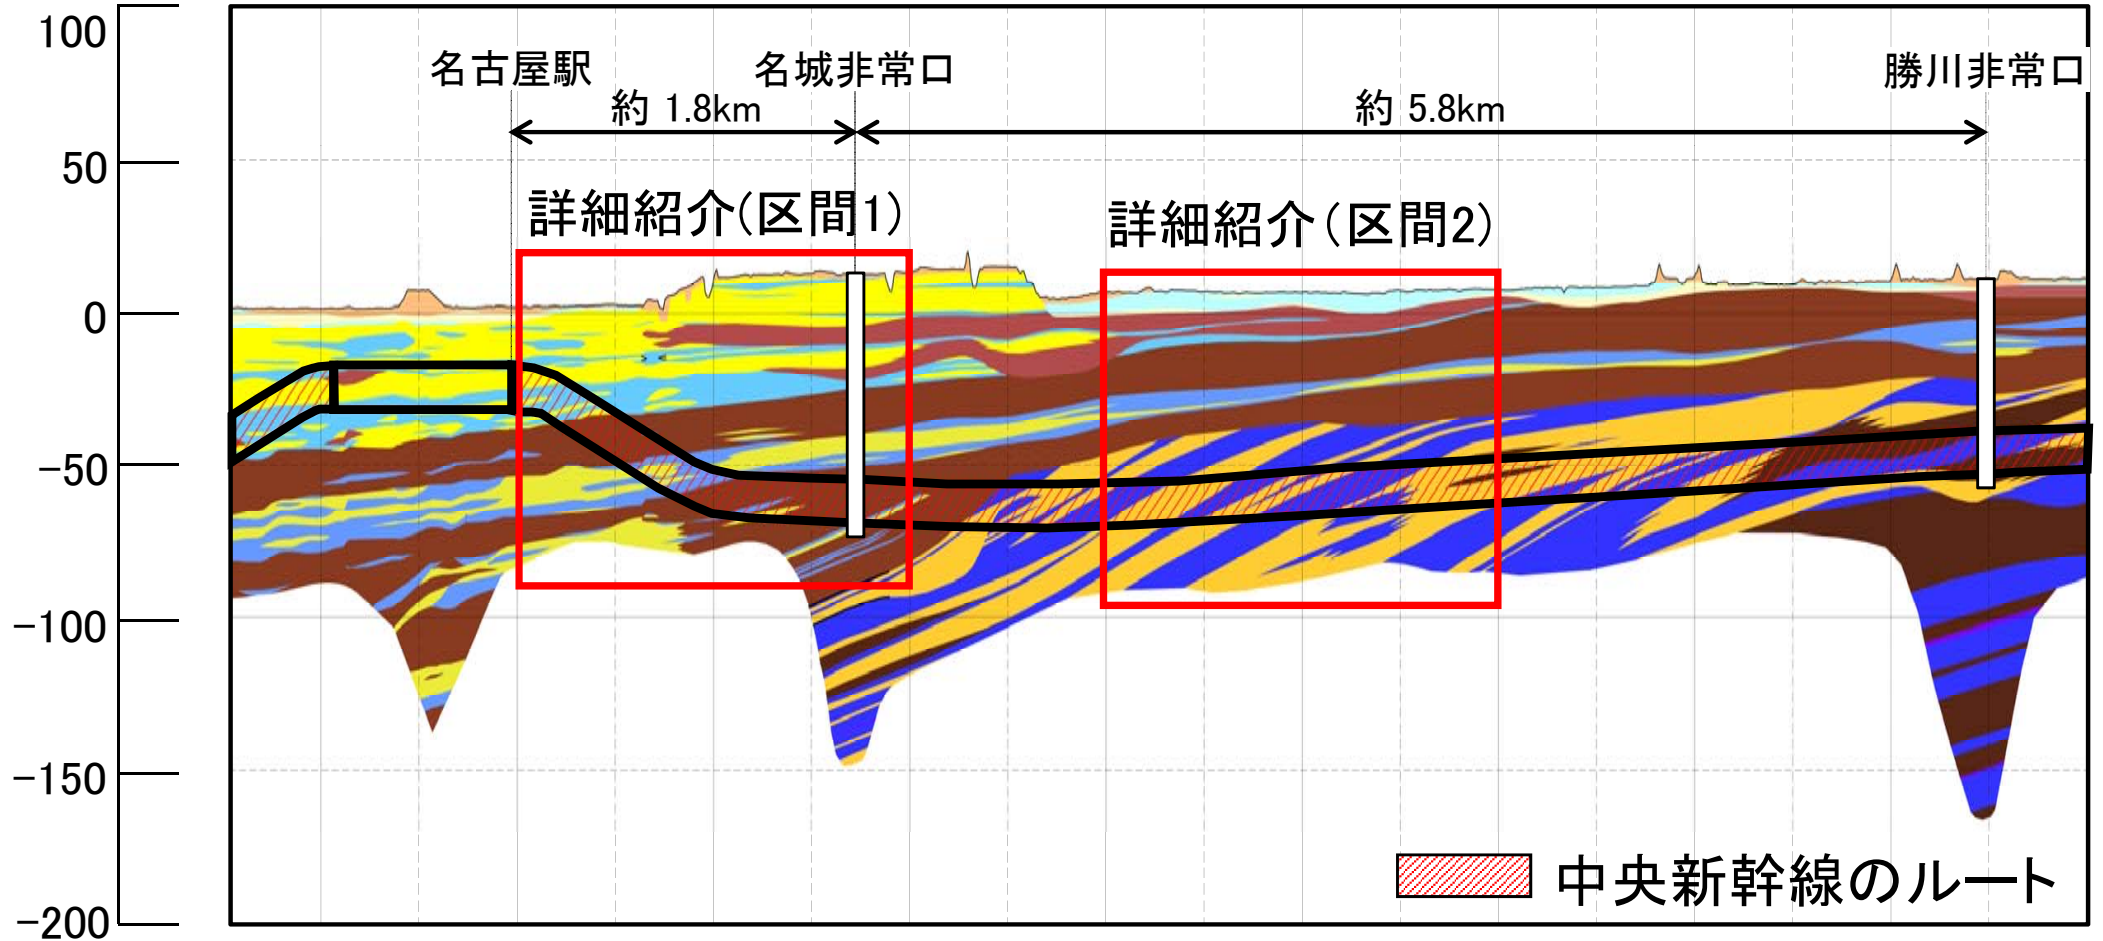 100
50
0
-50
-100
-150
-200
名古屋駅
名城非常口
勝川非常口
約 1.8km
約 5.8km
詳細紹介(区間1)
詳細紹介(区間2)
中央新幹線のルート